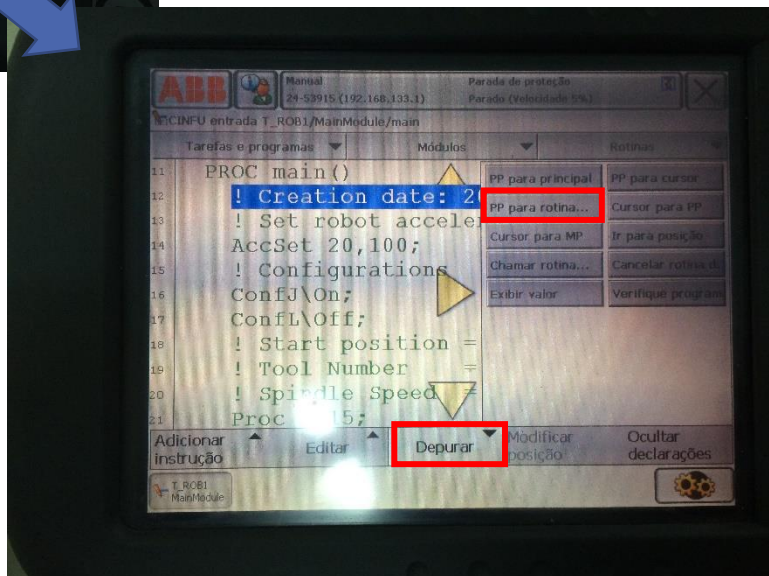 ABB
Manual
24-53915 (192.168.133.1)
Parada de proteção
Parado (Velocidade 5%)
CINFU entrada T_ROB1/MainModule/main
Tarefas e programas
Módulos
Rotinas
11 PROC main()
12 ! Creation date: 20
13 ! Set robot acceler
14 AccSet 20,100;
15 ! Configurations
16 ConfJ\On;
17 ConfL\Off;
18 ! Start position =
19 ! Tool Number =
20 ! Spindle Speed =
21 Proc 5;
PP para principal
PP para cursor
PP para rotina...
Cursor para PP
Cursor para MP
Ir para posição
Chamar rotina...
Cancelar rotina d.
Exibir valor
Verifique program
Adicionar instrução
Editar
Depurar
Modificar posição
Ocultar declarações
T_ROB1
MainModule